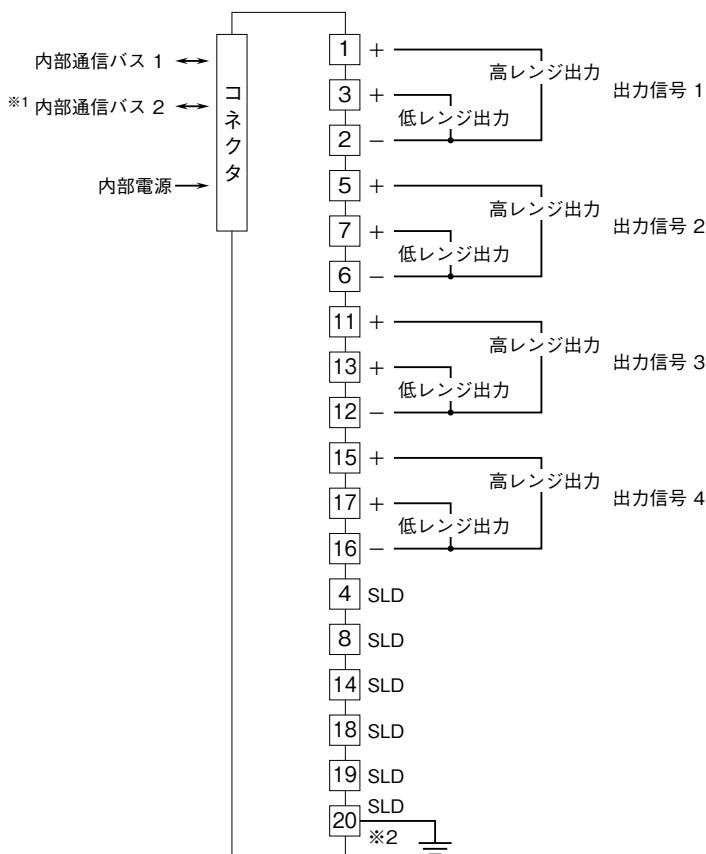 内部通信バス 1
※1 内部通信バス 2
内部電源
コネクタ
1 +
高レンジ出力
出力信号 1
3 +
低レンジ出力
2 −
5 +
高レンジ出力
出力信号 2
7 +
低レンジ出力
6 −
11 +
高レンジ出力
出力信号 3
13 +
低レンジ出力
12 −
15 +
高レンジ出力
出力信号 4
17 +
低レンジ出力
16 −
4 SLD
8 SLD
14 SLD
18 SLD
19 SLD
20 SLD
※2